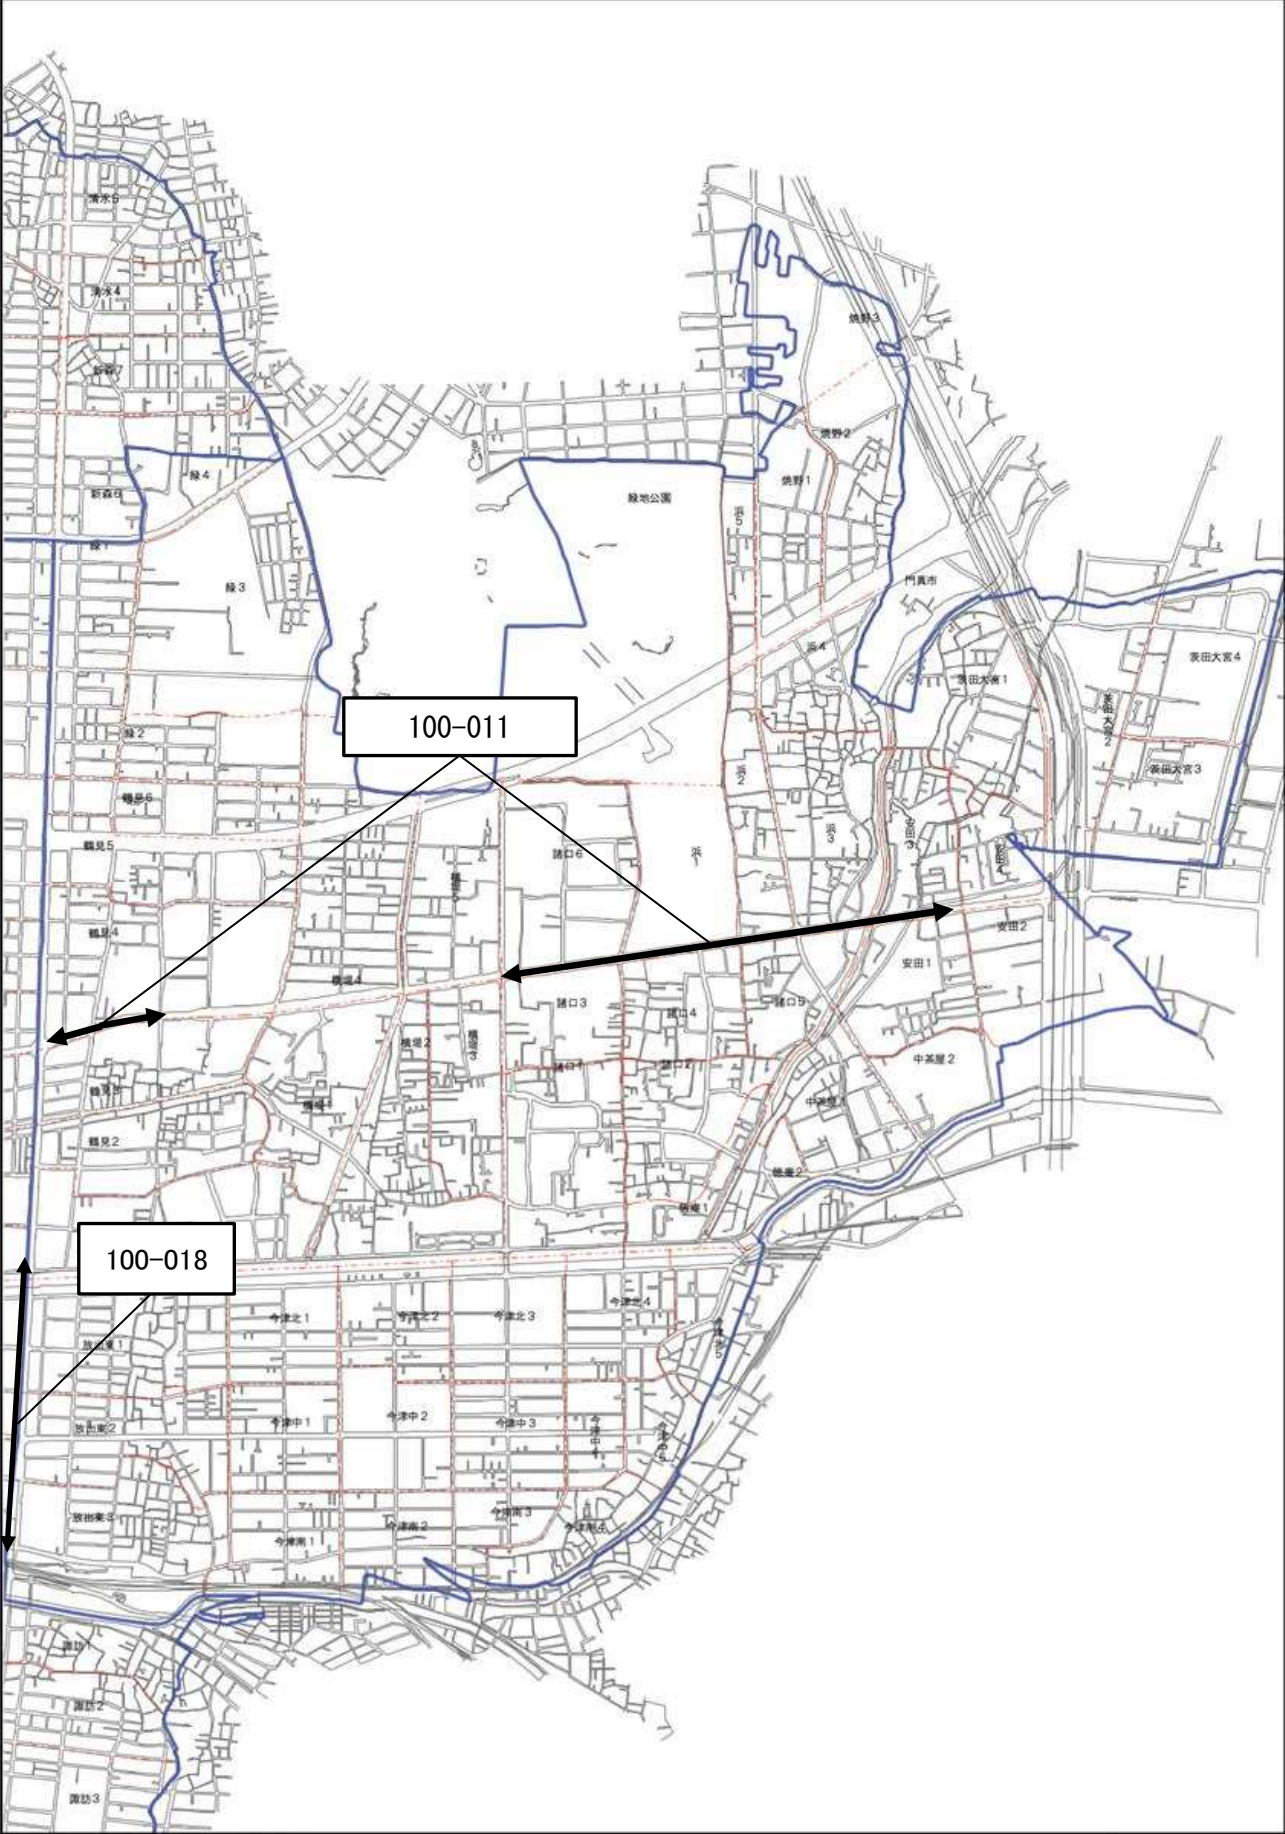 清水5
清水4
焼野3
新森7
焼野2
緑4
焼野1
新森6
緑地公園
浜5
緑1
門真市
緑3
浜4
茨田大宮4
茨田大宮1
茨田大宮2
100-011
緑2
茨田大宮3
浜2
鶴見6
浜3
安田3
鶴見5
諸口6
浜1
安田4
鶴見4
安田2
安田1
横堤4
諸口3
諸口5
諸口4
横堤2
横堤3
中茶屋2
諸口1
諸口2
鶴見3
横堤1
中茶屋1
鶴見2
徳庵2
徳庵1
100-018
今津北4
今津北1
今津北2
今津北3
今津北5
放出東1
今津中2
今津中1
今津中3
今津中4
放出東2
今津中5
今津南3
放出東3
今津南2
今津南4
今津南1
諏訪1
諏訪2
諏訪3